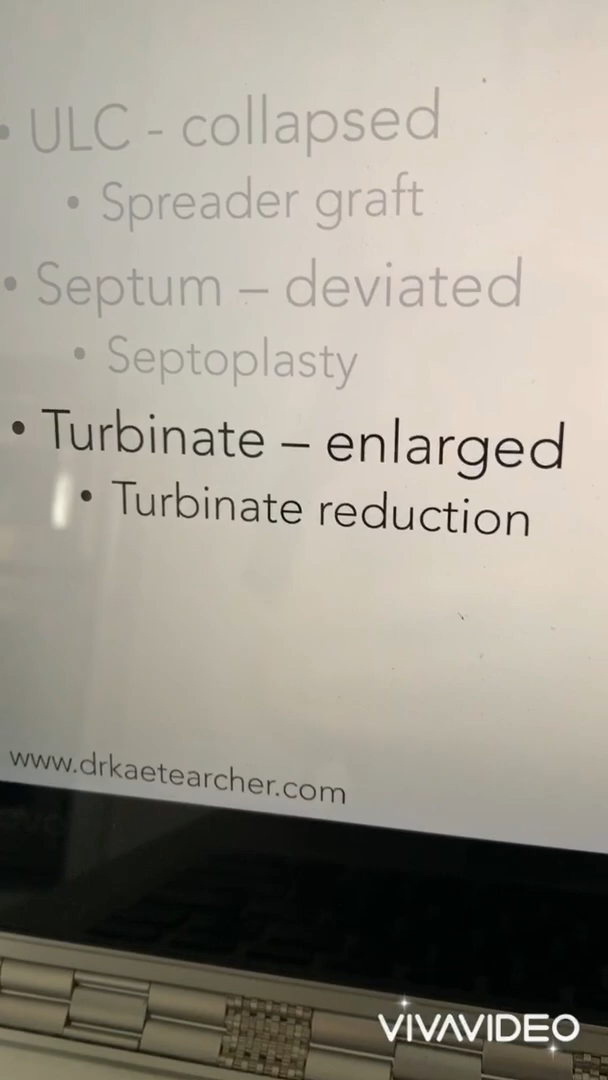 • ULC - collapsed
• Spreader graft
• Septum – deviated
• Septoplasty
• Turbinate – enlarged
• Turbinate reduction
www.drkaetearcher.com
VIVAVIDEO